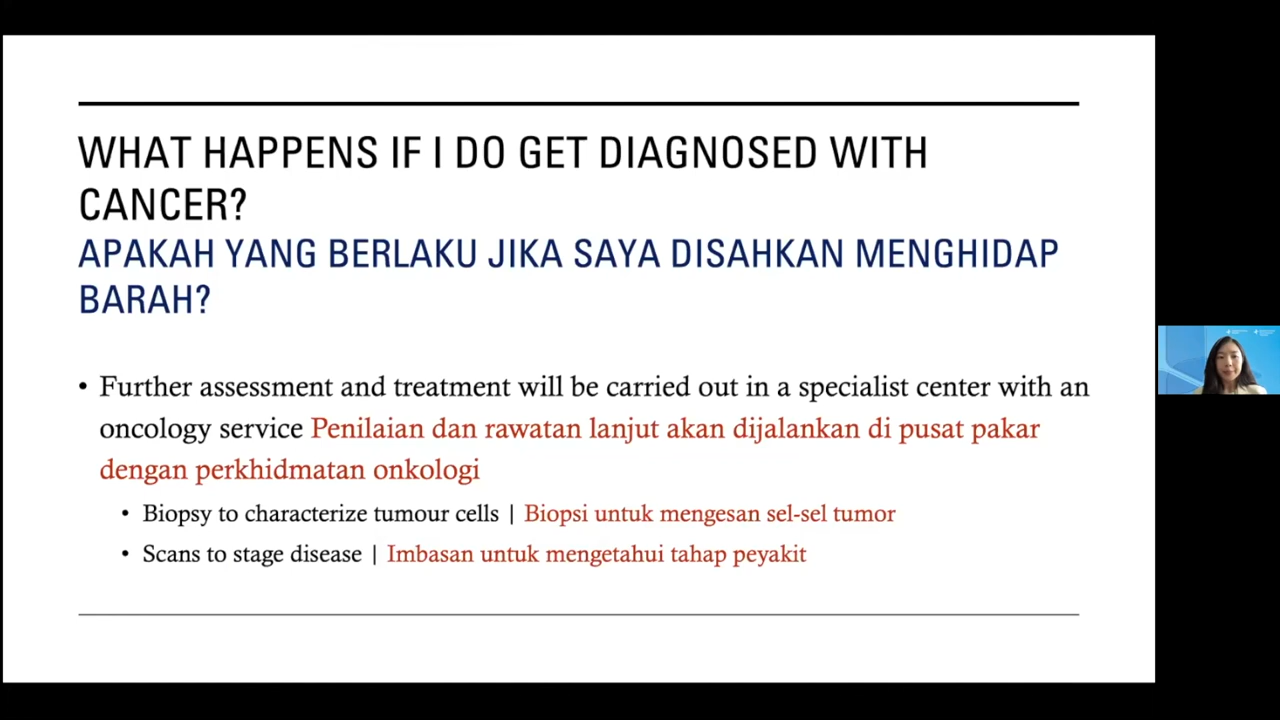 WHAT HAPPENS IF I DO GET DIAGNOSED WITH
CANCER?
APAKAH YANG BERLAKU JIKA SAYA DISAHKAN MENGHIDAP
BARAH?
• Further assessment and treatment will be carried out in a specialist center with an
oncology service Penilaian dan rawatan lanjut akan dijalankan di pusat pakar
dengan perkhidmatan onkologi
• Biopsy to characterize tumour cells | Biopsi untuk mengesan sel-sel tumor
• Scans to stage disease | Imbasan untuk mengetahui tahap peyakit